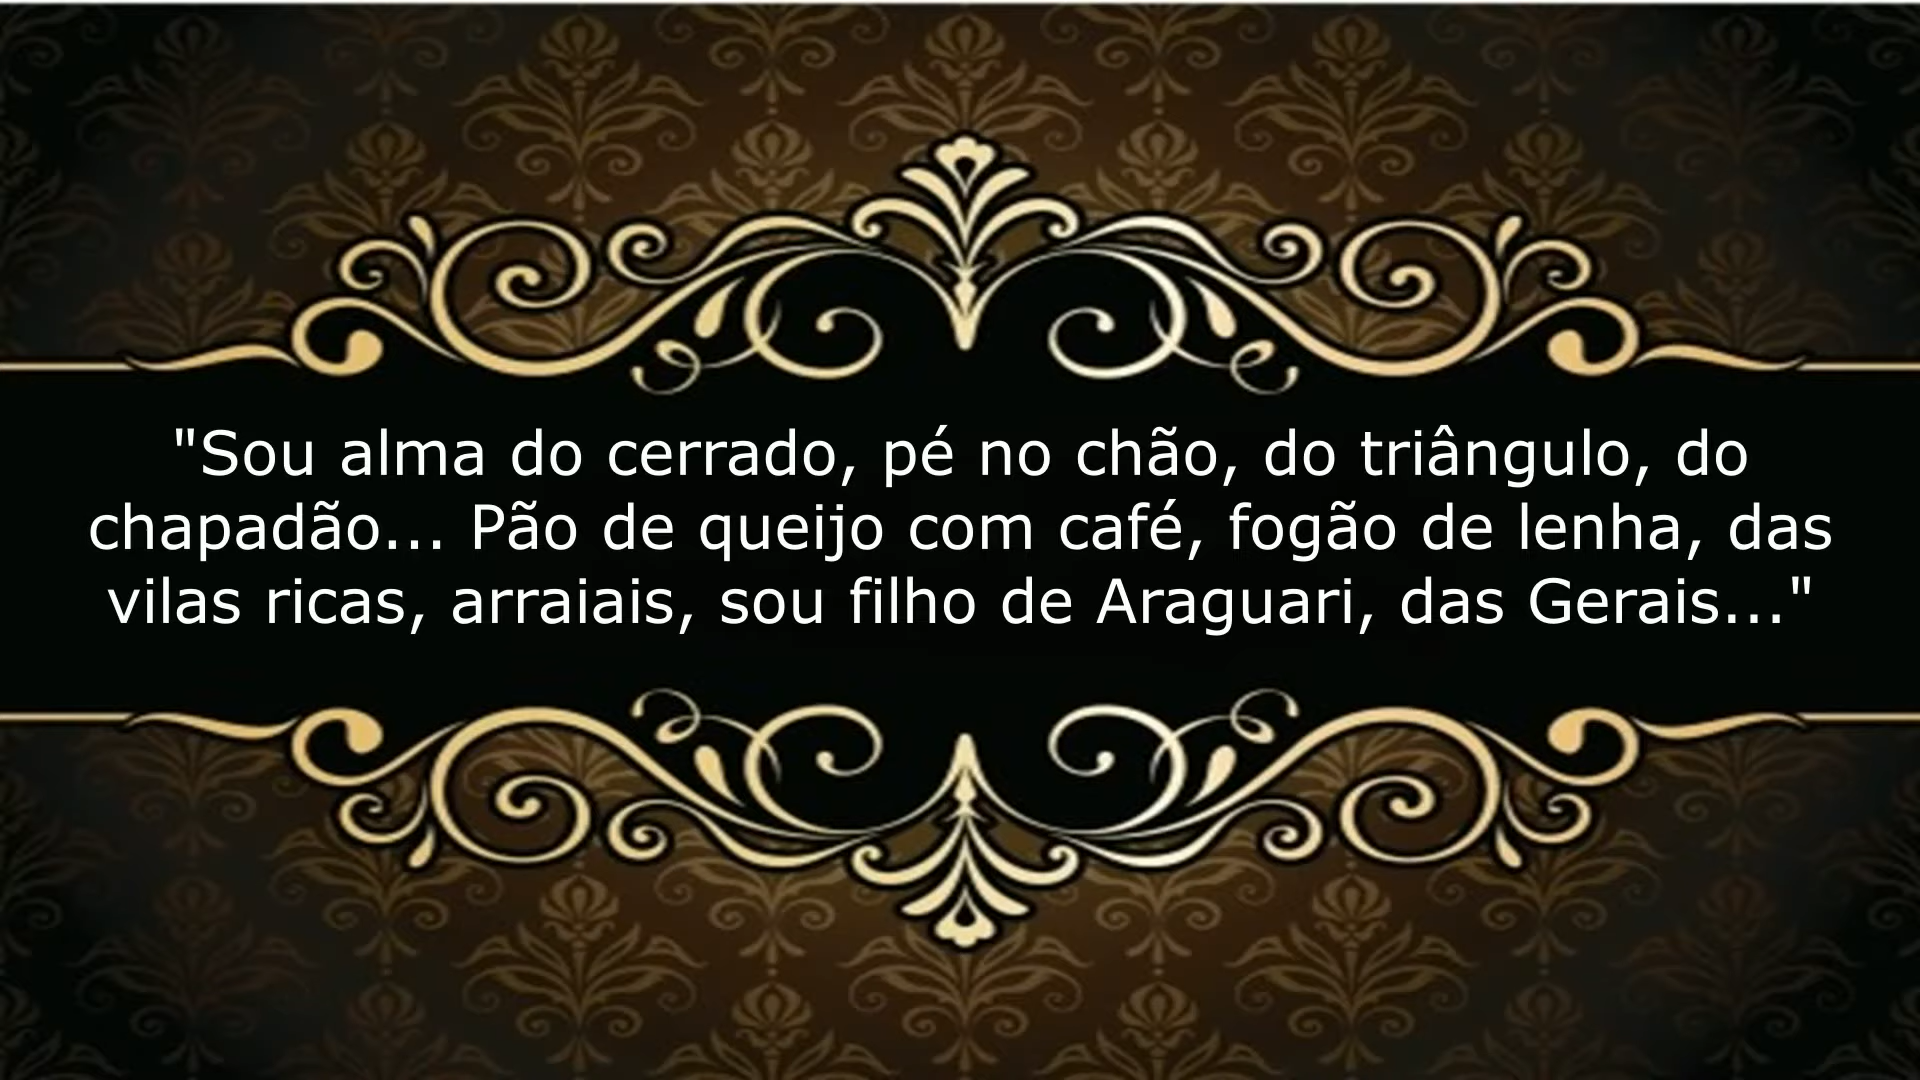 "Sou alma do cerrado, pé no chão, do triângulo, do
chapadão... Pão de queijo com café, fogão de lenha, das
vilas ricas, arraiais, sou filho de Araguari, das Gerais..."